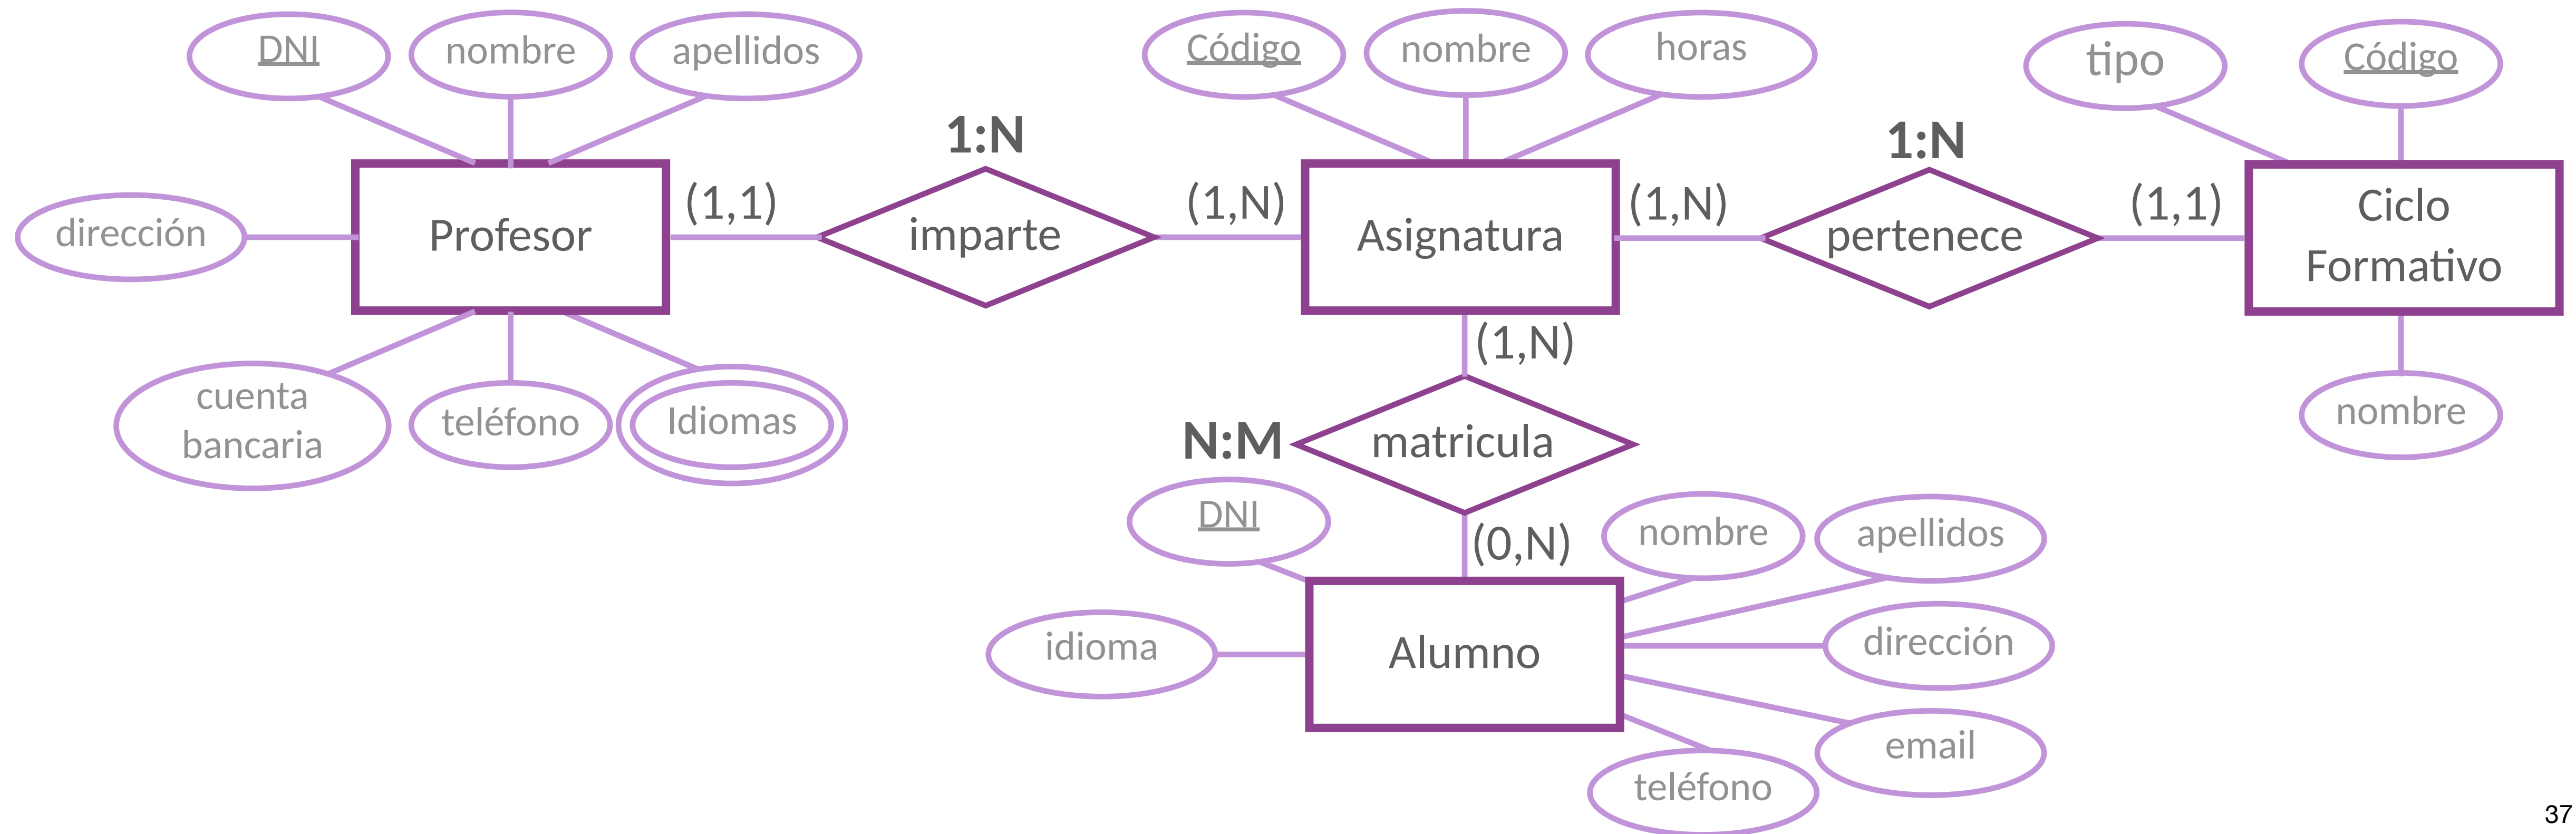 DNI
nombre
apellidos
Código
nombre
horas
tipo
Código
1:N
1:N
dirección
Profesor
(1,1)
imparte
(1,N)
Asignatura
(1,N)
pertenece
(1,1)
Ciclo
Formativo
cuenta
bancaria
teléfono
Idiomas
(1,N)
N:M
matricula
nombre
DNI
(0,N)
nombre
apellidos
idioma
Alumno
dirección
email
teléfono
37